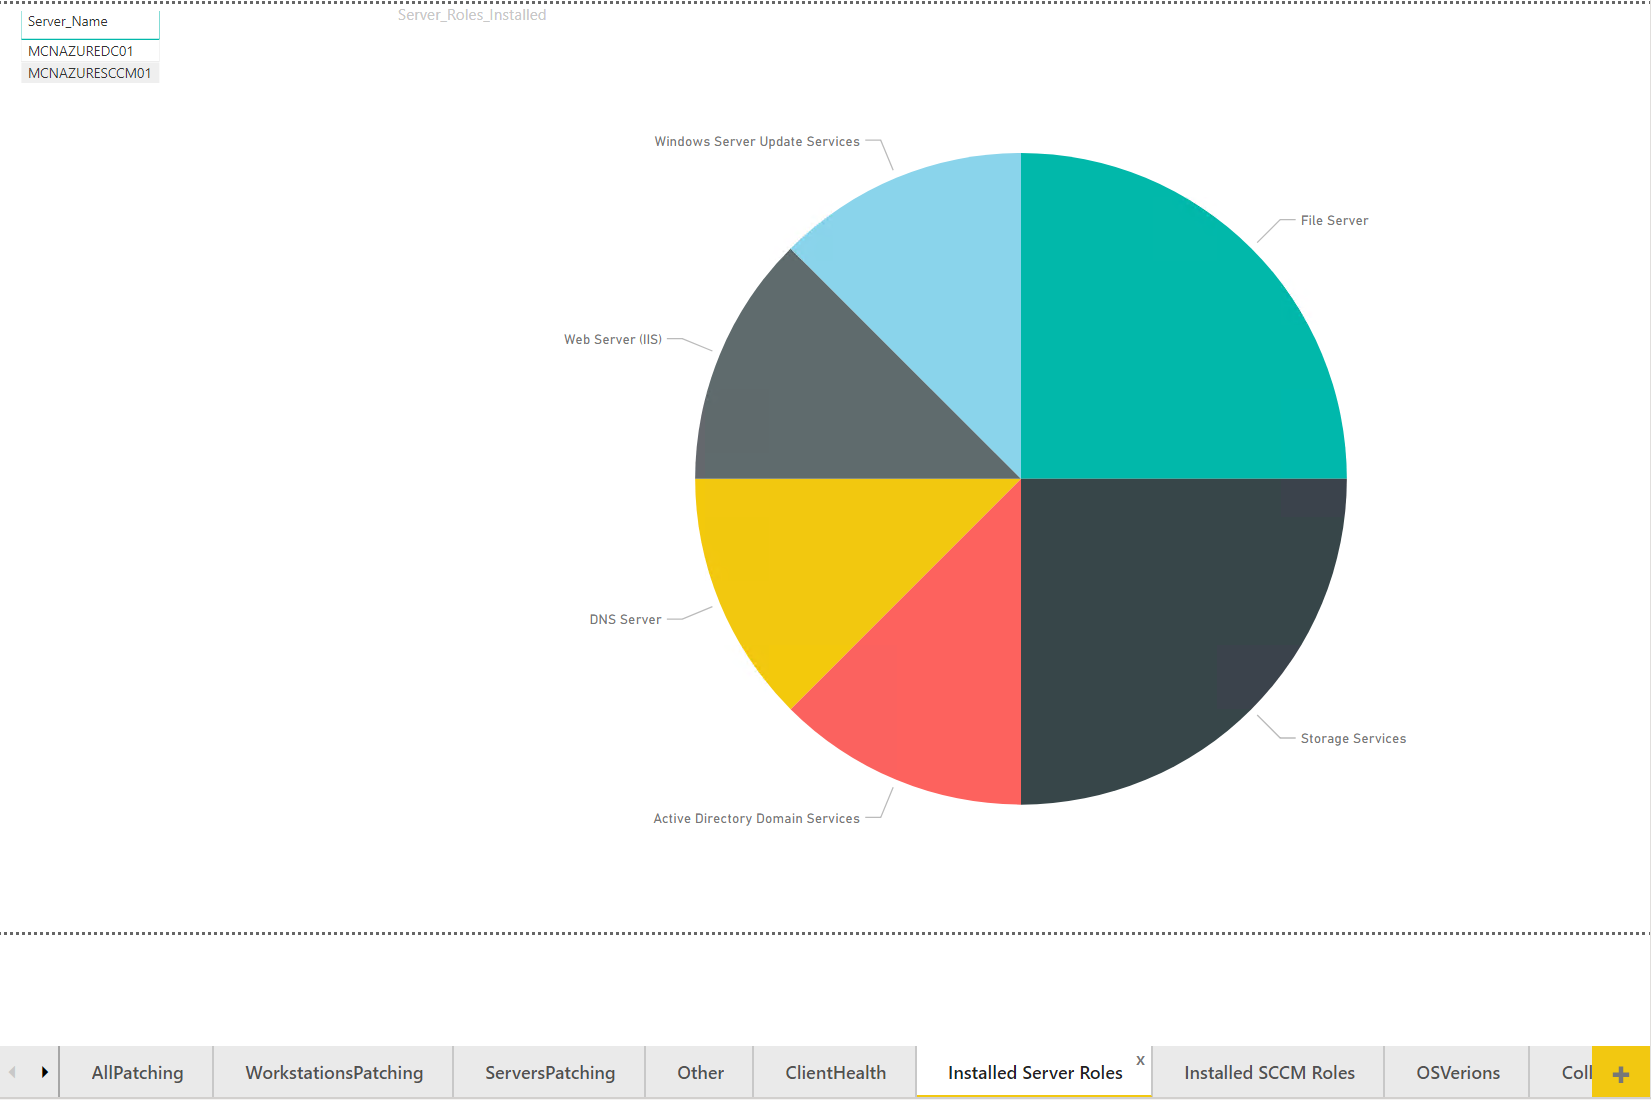 Server_Name
MCNAZUREDC01
MCNAZURESCCM01
Server_Roles_Installed
Windows Server Update Services
File Server
Web Server (IIS)
DNS Server
Storage Services
Active Directory Domain Services
AllPatching
WorkstationsPatching
ServersPatching
Other
ClientHealth
Installed Server Roles
x
Installed SCCM Roles
OSVerions
Coll
+